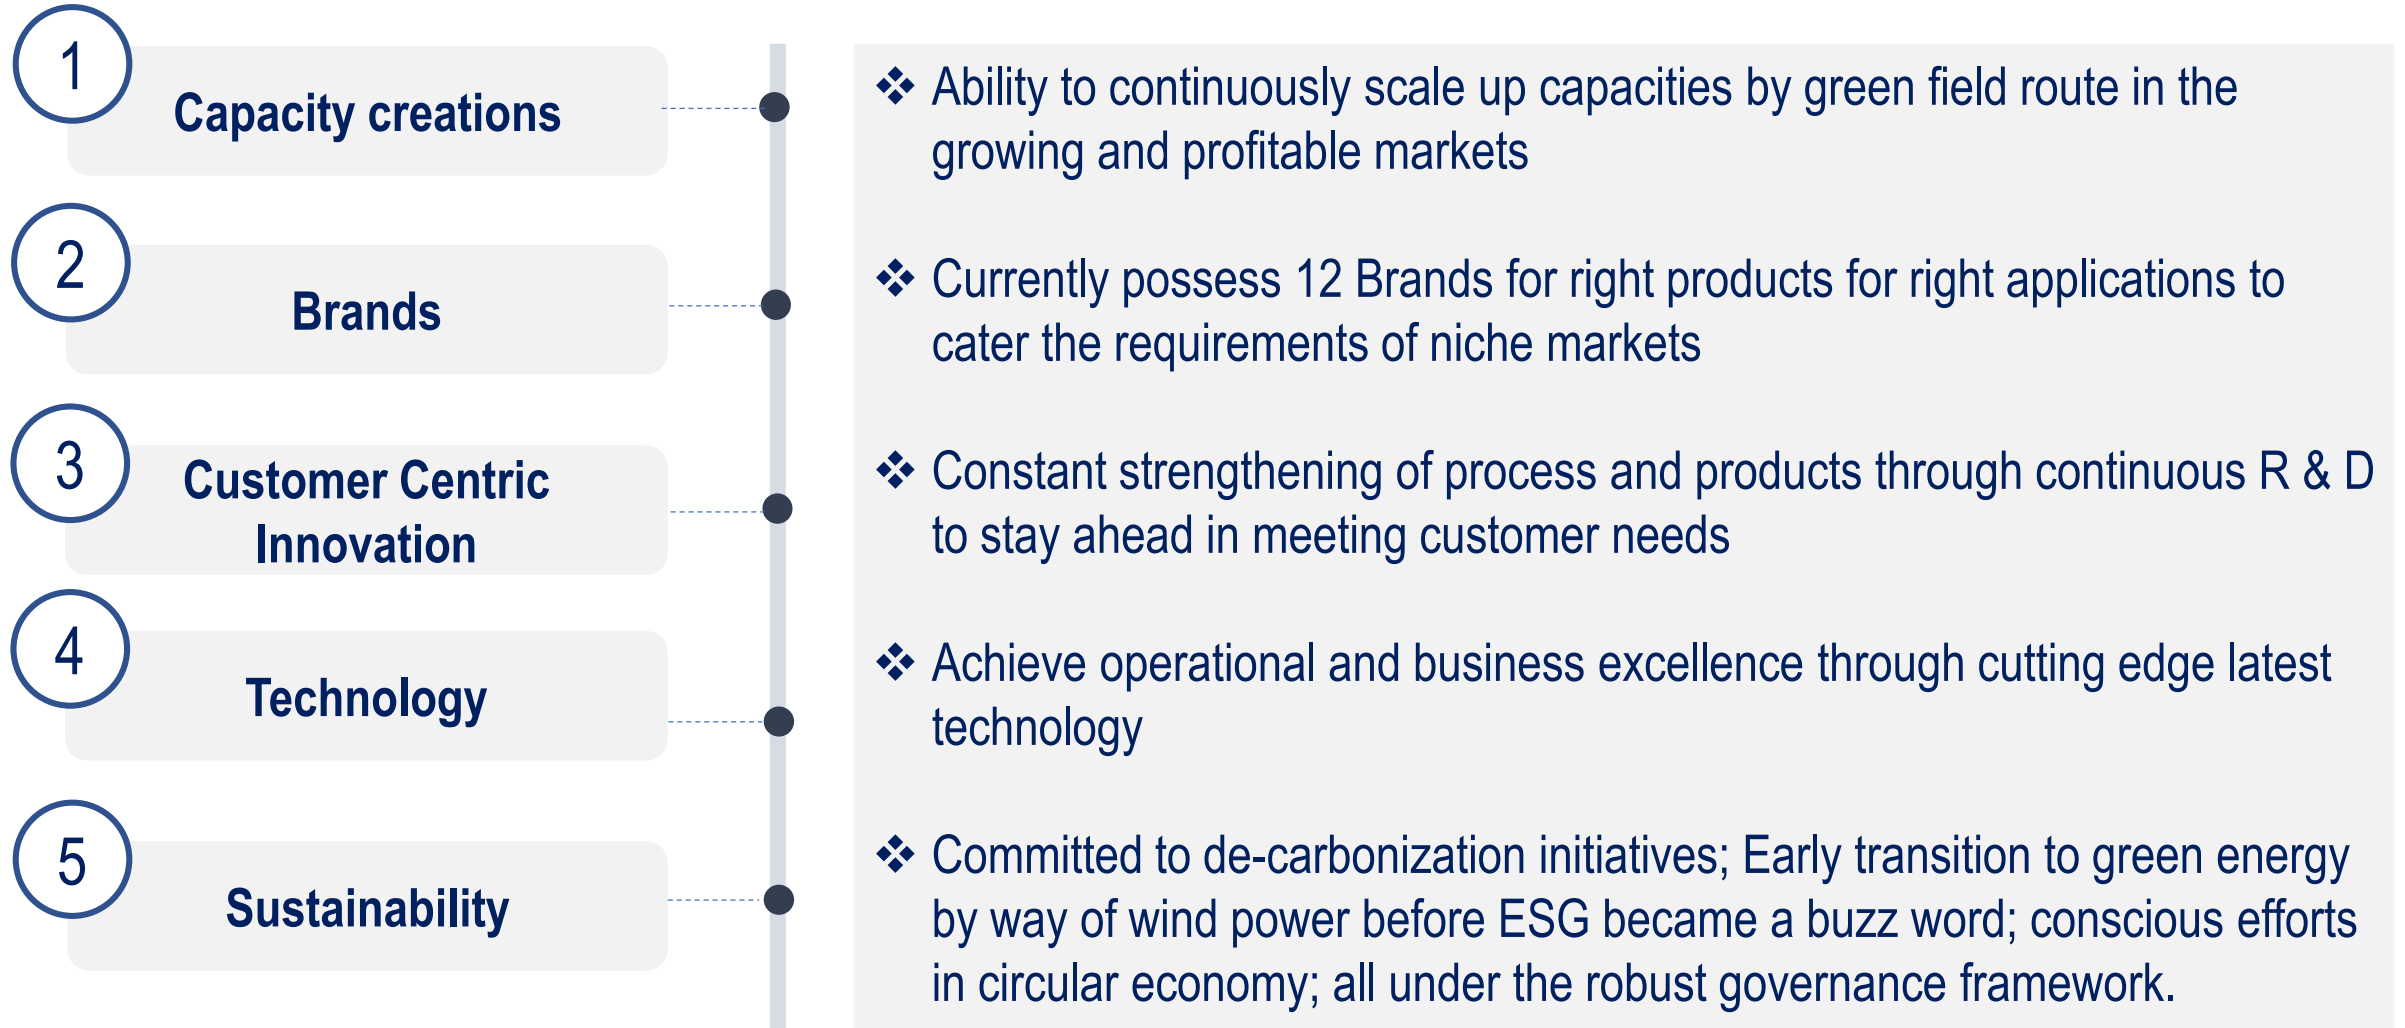 1
Capacity creations
❖ Ability to continuously scale up capacities by green field route in the
growing and profitable markets
2
Brands
❖ Currently possess 12 Brands for right products for right applications to
cater the requirements of niche markets
3
Customer Centric
Innovation
❖ Constant strengthening of process and products through continuous R & D
to stay ahead in meeting customer needs
4
Technology
❖ Achieve operational and business excellence through cutting edge latest
technology
5
Sustainability
❖ Committed to de-carbonization initiatives; Early transition to green energy
by way of wind power before ESG became a buzz word; conscious efforts
in circular economy; all under the robust governance framework.